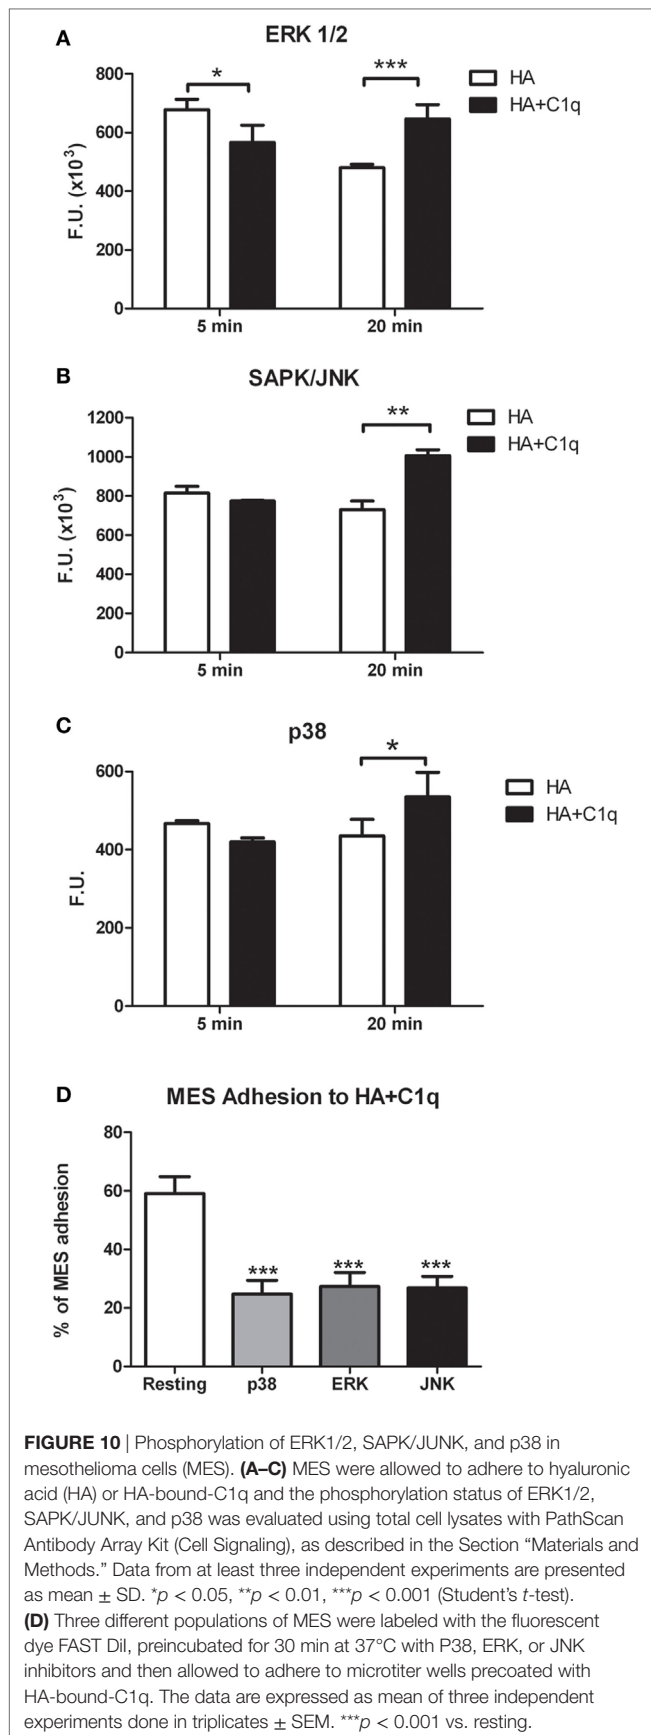 A
ERK 1/2
F.U. (x10³)
800
600
400
200
0
*
***
HA
HA+C1q
5 min
20 min
B
SAPK/JNK
F.U. (x10³)
1200
1000
800
600
400
200
0
**
HA
HA+C1q
5 min
20 min
C
p38
F.U.
600
400
200
0
*
HA
HA+C1q
5 min
20 min
D
MES Adhesion to HA+C1q
% of MES adhesion
80
60
40
20
0
***
***
***
Resting
p38
ERK
JNK
FIGURE 10 | Phosphorylation of ERK1/2, SAPK/JUNK, and p38 in
mesothelioma cells (MES). (A–C) MES were allowed to adhere to hyaluronic
acid (HA) or HA-bound-C1q and the phosphorylation status of ERK1/2,
SAPK/JUNK, and p38 was evaluated using total cell lysates with PathScan
Antibody Array Kit (Cell Signaling), as described in the Section “Materials and
Methods.” Data from at least three independent experiments are presented
as mean ± SD. *p < 0.05, **p < 0.01, ***p < 0.001 (Student’s t-test).
(D) Three different populations of MES were labeled with the fluorescent
dye FAST DiI, preincubated for 30 min at 37°C with P38, ERK, or JNK
inhibitors and then allowed to adhere to microtiter wells precoated with
HA-bound-C1q. The data are expressed as mean of three independent
experiments done in triplicates ± SEM. ***p < 0.001 vs. resting.